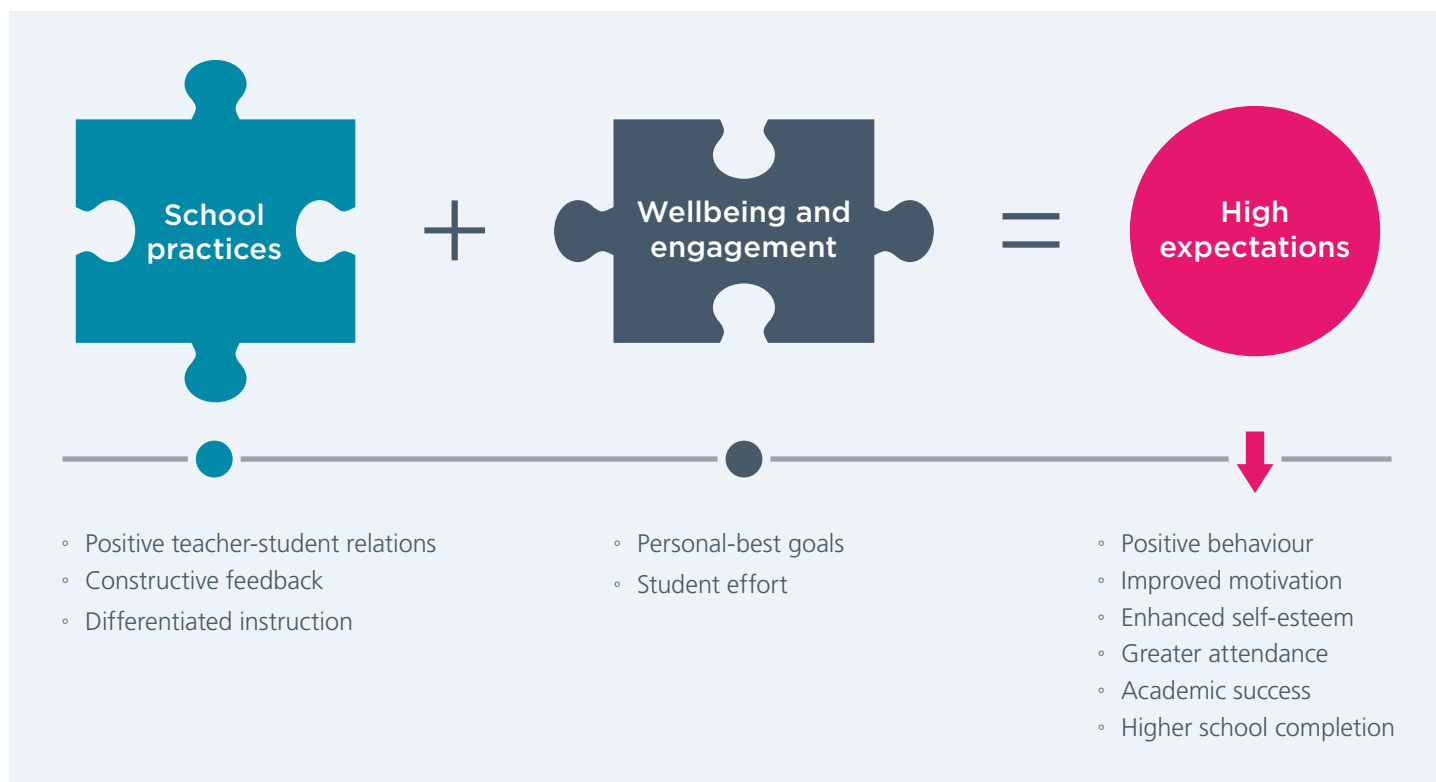 School
practices
+
Wellbeing and
engagement
=
High
expectations
◦ Positive teacher-student relations
◦ Constructive feedback
◦ Differentiated instruction
◦ Personal-best goals
◦ Student effort
◦ Positive behaviour
◦ Improved motivation
◦ Enhanced self-esteem
◦ Greater attendance
◦ Academic success
◦ Higher school completion